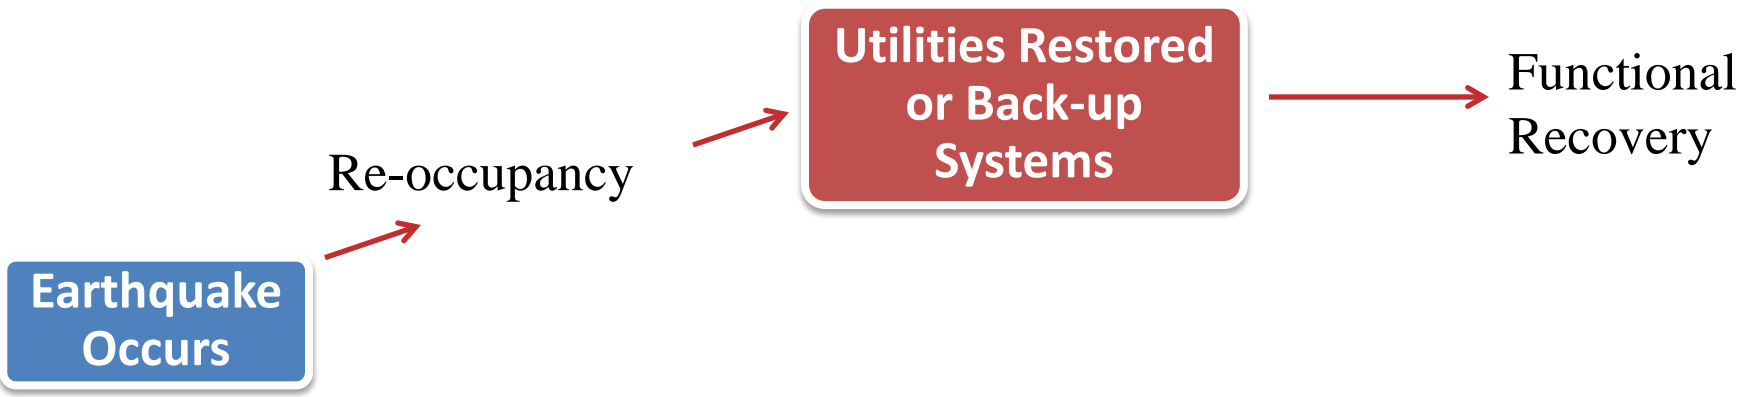 Earthquake
Occurs
Re-occupancy
Utilities Restored
or Back-up
Systems
Functional
Recovery